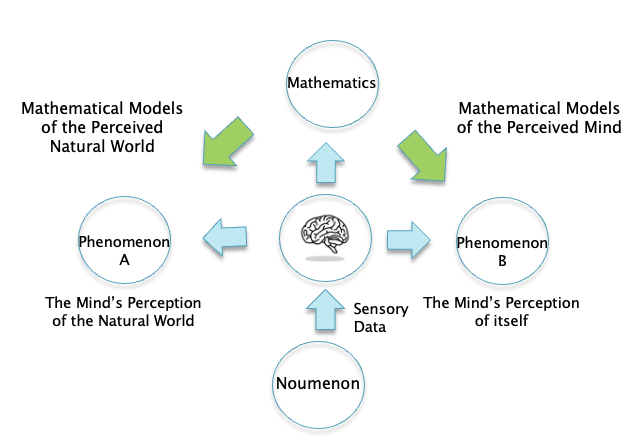 Mathematics
Mathematical Models
of the Perceived
Natural World
Mathematical Models
of the Perceived Mind
Phenomenon
A
The Mind's Perception
of the Natural World
Phenomenon
B
The Mind's Perception
of itself
Sensory
Data
Noumenon